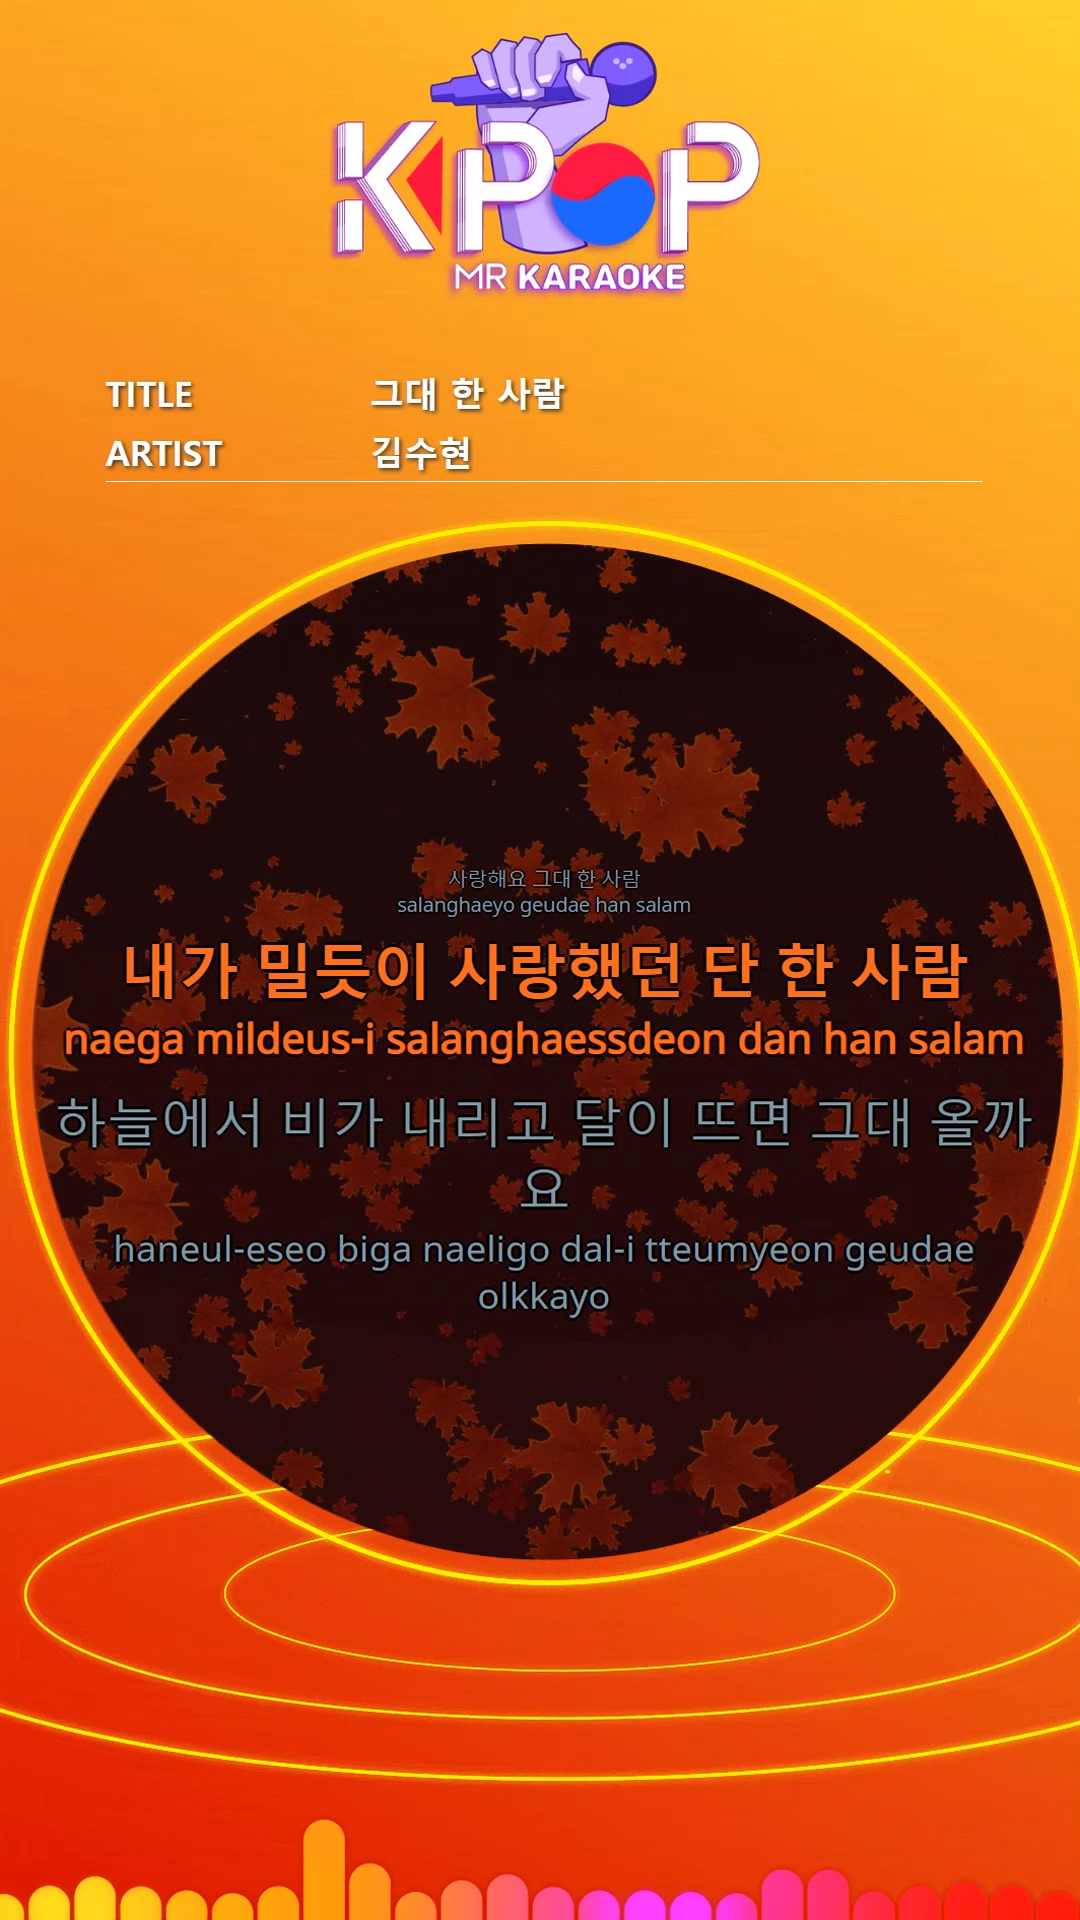 KPOP
MR KARAOKE
TITLE 그대 한 사람
ARTIST 김수현
사랑해요 그대 한 사람
salanghaeyo geudae han salam
내가 밀듯이 사랑했던 단 한 사람
naega mildeus-i salanghaessdeon dan han salam
하늘에서 비가 내리고 달이 뜨면 그대 올까
요
haneul-eseo biga naeligo dal-i tteumyeon geudae
olkkayo